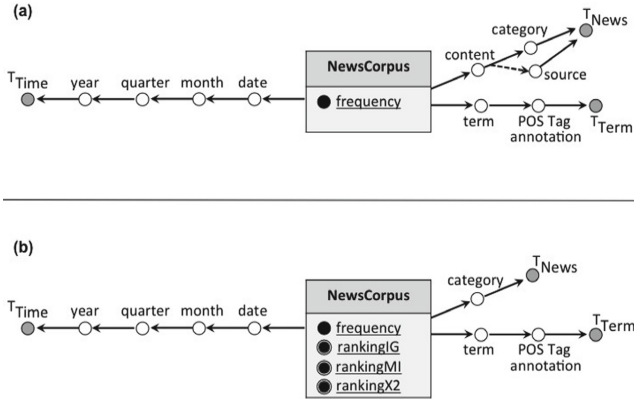 (a)
T News
category
NewsCorpus
content
source
T Time
year
quarter
month
date
frequency
term
POS Tag
annotation
T Term
(b)
T News
category
NewsCorpus
T Time
year
quarter
month
date
frequency
rankingIG
rankingMI
rankingX2
term
POS Tag
annotation
T Term